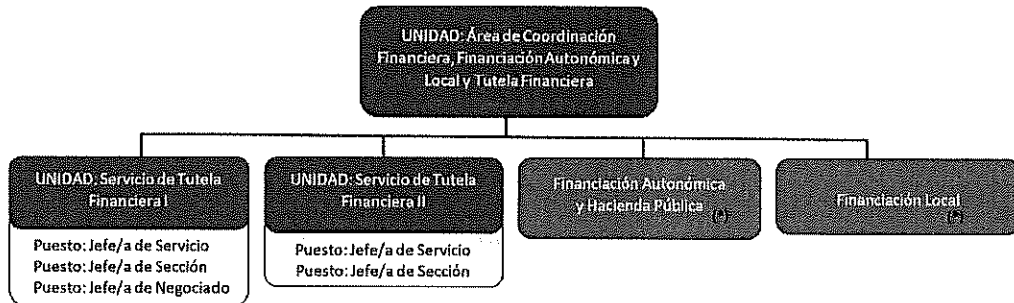 UNIDAD: Área de Coordinación
Financiera, Financiación Autonómica y
Local y Tutela Financiera
UNIDAD: Servicio de Tutela
Financiera I
Puesto: Jefe/a de Servicio
Puesto: Jefe/a de Sección
Puesto: Jefe/a de Negociado
UNIDAD: Servicio de Tutela
Financiera II
Puesto: Jefe/a de Servicio
Puesto: Jefe/a de Sección
Financiación Autonómica
y Hacienda Pública (*)
Financiación Local
(*)